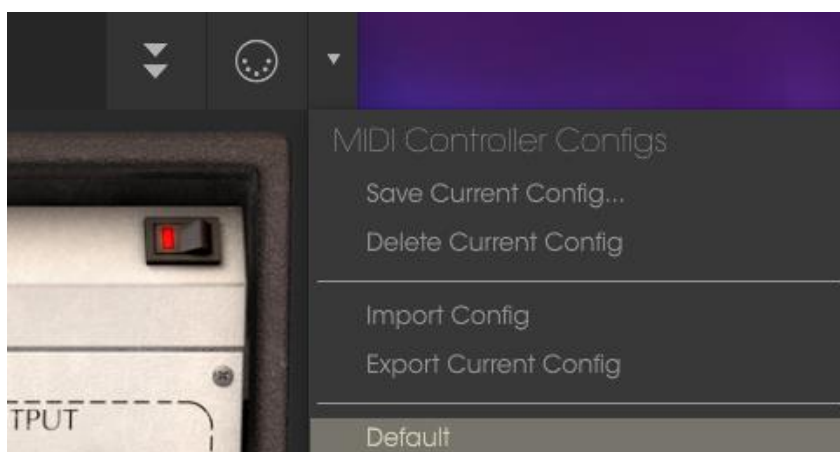 MIDI Controller Configs
Save Current Config...
Delete Current Config
Import Config
Export Current Config
TPUT
Default